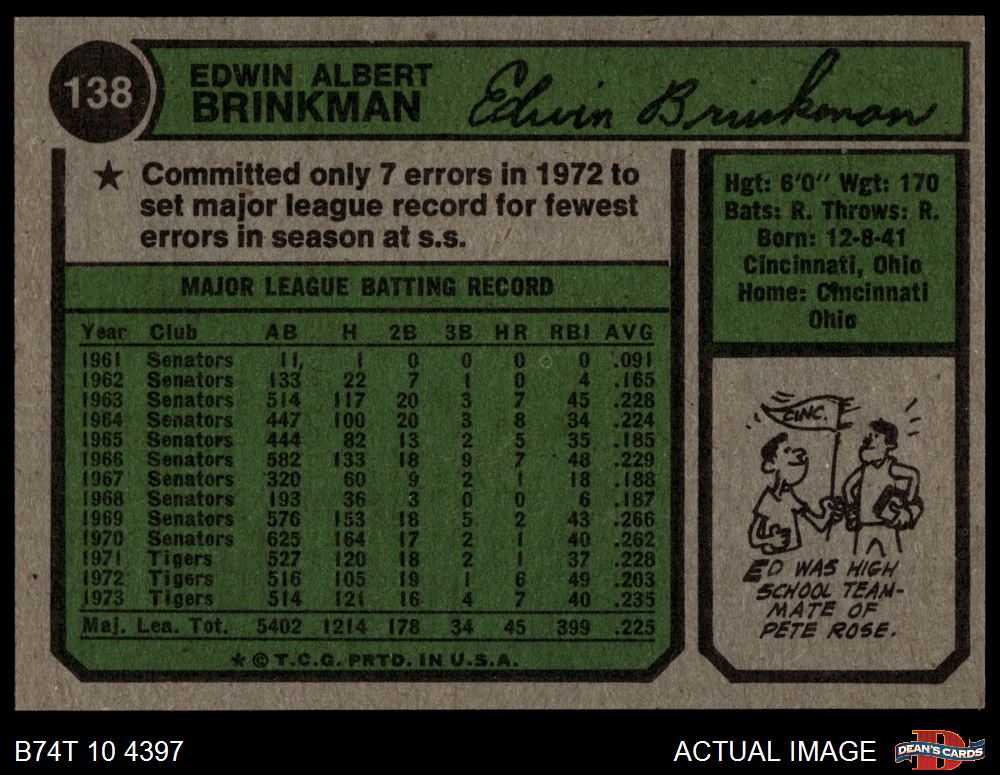 138
EDWIN ALBERT
BRINKMAN
Edwin Brinkman
★ Committed only 7 errors in 1972 to
set major league record for fewest
errors in season at s.s.
Hgt: 6'0" Wgt: 170
Bats: R. Throws: R.
Born: 12-8-41
Cincinnati, Ohio
Home: Cincinnati
Ohio
MAJOR LEAGUE BATTING RECORD
Year Club AB H 2B 3B HR RBI AVG
1961 Senators 11 1 0 0 0 0 .091
1962 Senators 133 22 7 1 0 4 .165
1963 Senators 514 117 20 3 7 45 .228
1964 Senators 447 100 20 3 8 34 .224
1965 Senators 444 82 13 2 5 35 .185
1966 Senators 582 133 18 9 7 48 .229
1967 Senators 320 60 9 2 1 18 .188
1968 Senators 193 36 3 0 0 6 .187
1969 Senators 576 153 18 5 2 43 .266
1970 Senators 625 164 17 2 1 40 .262
1971 Tigers 527 120 18 2 1 37 .228
1972 Tigers 516 105 19 1 6 49 .203
1973 Tigers 514 121 16 4 7 40 .235
Maj. Lea. Tot. 5402 1214 178 34 45 399 .225
★ © T.C.G. PRTD. IN U.S.A.
CINC.
ED WAS HIGH
SCHOOL TEAM-
MATE OF
PETE ROSE.
B74T 10 4397
ACTUAL IMAGE
DEAN'S CARDS